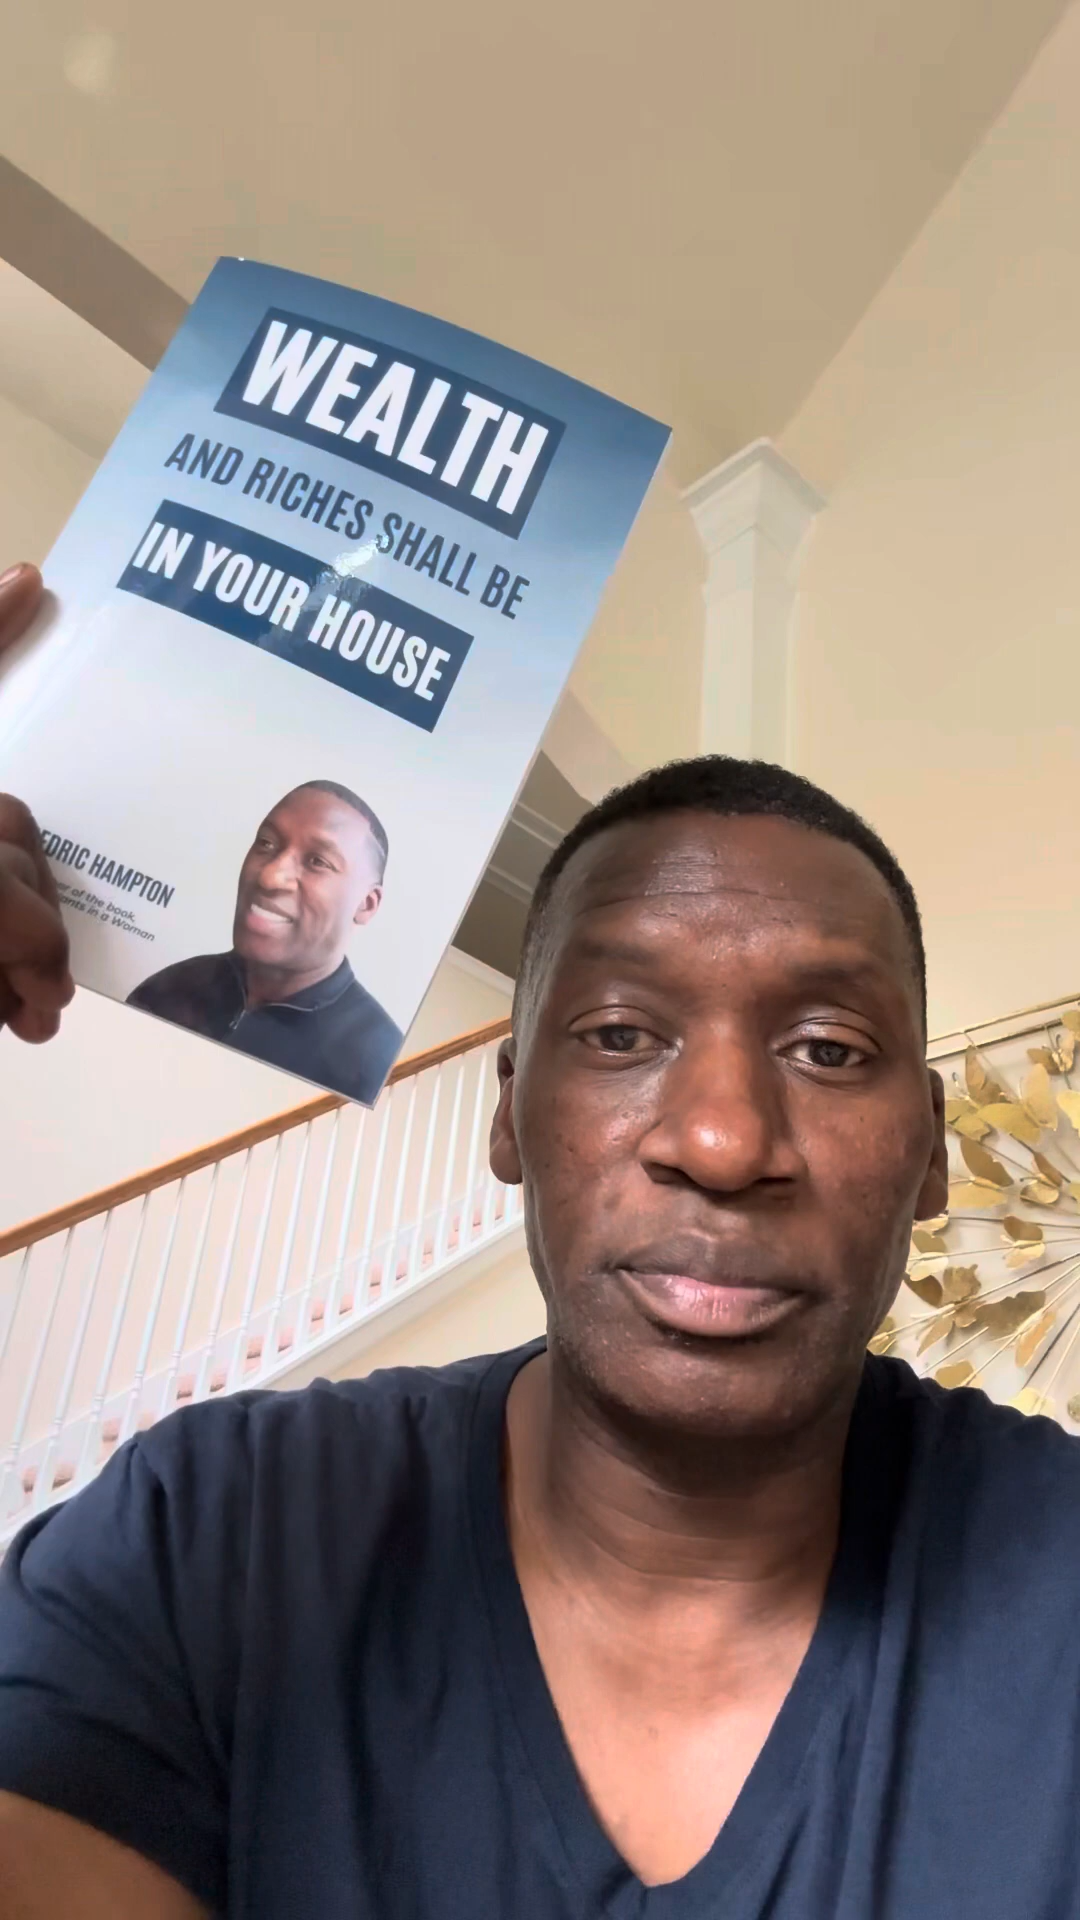 WEALTH
AND RICHES SHALL BE
IN YOUR HOUSE
EDRIC HAMPTON
of the book,
in a Woman